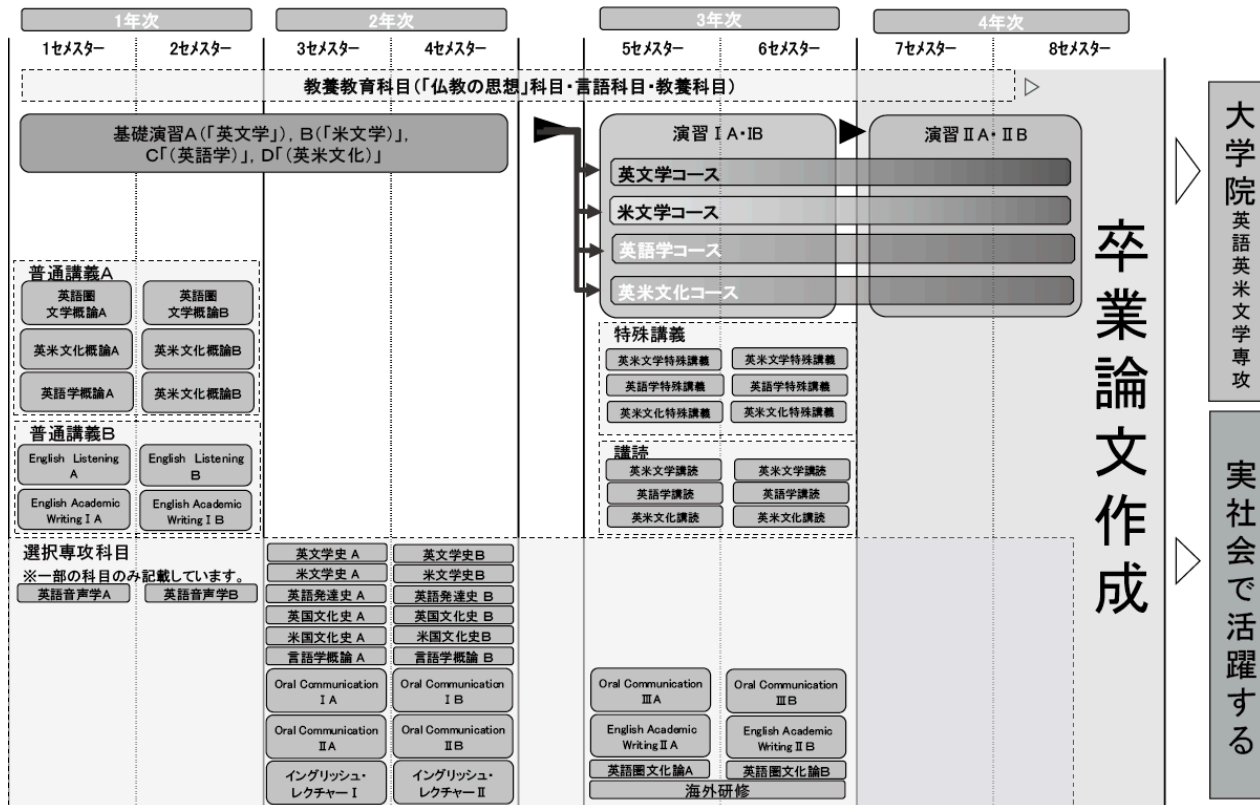 1年次 2年次 3年次 4年次
1セメスター 2セメスター 3セメスター 4セメスター 5セメスター 6セメスター 7セメスター 8セメスター
教養教育科目(「仏教の思想」科目・言語科目・教養科目)
基礎演習A(「英文学」), B(「米文学」),
C「(英語学)」, D「(英米文化)」
演習ⅠA・ⅠB
演習ⅡA・ⅡB
英文学コース
米文学コース
英語学コース
英米文化コース
普通講義A
英語圏
文学概論A
英語圏
文学概論B
英米文化概論A
英米文化概論B
英語学概論A
英米文化概論B
普通講義B
English Listening
A
English Listening
B
English Academic
Writing Ⅰ A
English Academic
Writing Ⅰ B
特殊講義
英米文学特殊講義
英米文学特殊講義
英語学特殊講義
英語学特殊講義
英米文化特殊講義
英米文化特殊講義
講読
英米文学講読
英米文学講読
英語学講読
英語学講読
英米文化講読
英米文化講読
選択専攻科目
※一部の科目のみ記載しています。
英語音声学A
英語音声学B
英文学史 A
英文学史B
米文学史 A
米文学史B
英語発達史 A
英語発達史 B
英国文化史 A
英国文化史 B
米国文化史 A
米国文化史B
言語学概論 A
言語学概論 B
Oral Communication
Ⅰ A
Oral Communication
Ⅰ B
Oral Communication
ⅡA
Oral Communication
ⅡB
イングリッシュ・
レクチャーⅠ
イングリッシュ・
レクチャーⅡ
Oral Communication
ⅢA
Oral Communication
ⅢB
English Academic
WritingⅡA
English Academic
WritingⅡ B
英語圏文化論A
英語圏文化論B
海外研修
卒業論文作成
大学院英語英米文学専攻
実社会で活躍する